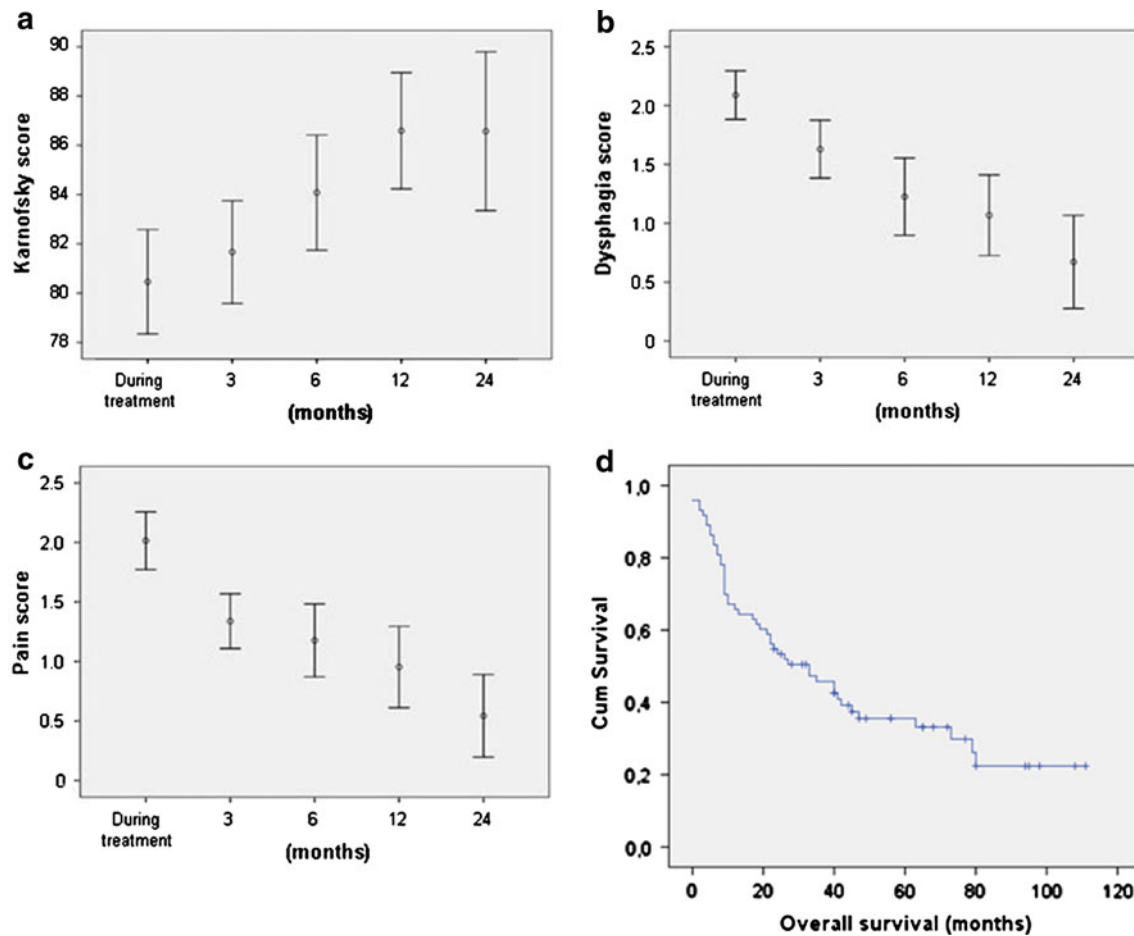 a
90
88
86
84
82
80
78
Karnofsky score
During treatment
3
6
12
24
(months)
b
2.5
2.0
1.5
1.0
0.5
0
Dysphagia score
During treatment
3
6
12
24
(months)
c
2.5
2.0
1.5
1.0
0.5
0
Pain score
During treatment
3
6
12
24
(months)
d
1,0
0,8
0,6
0,4
0,2
0,0
Cum Survival
0
20
40
60
80
100
120
Overall survival (months)